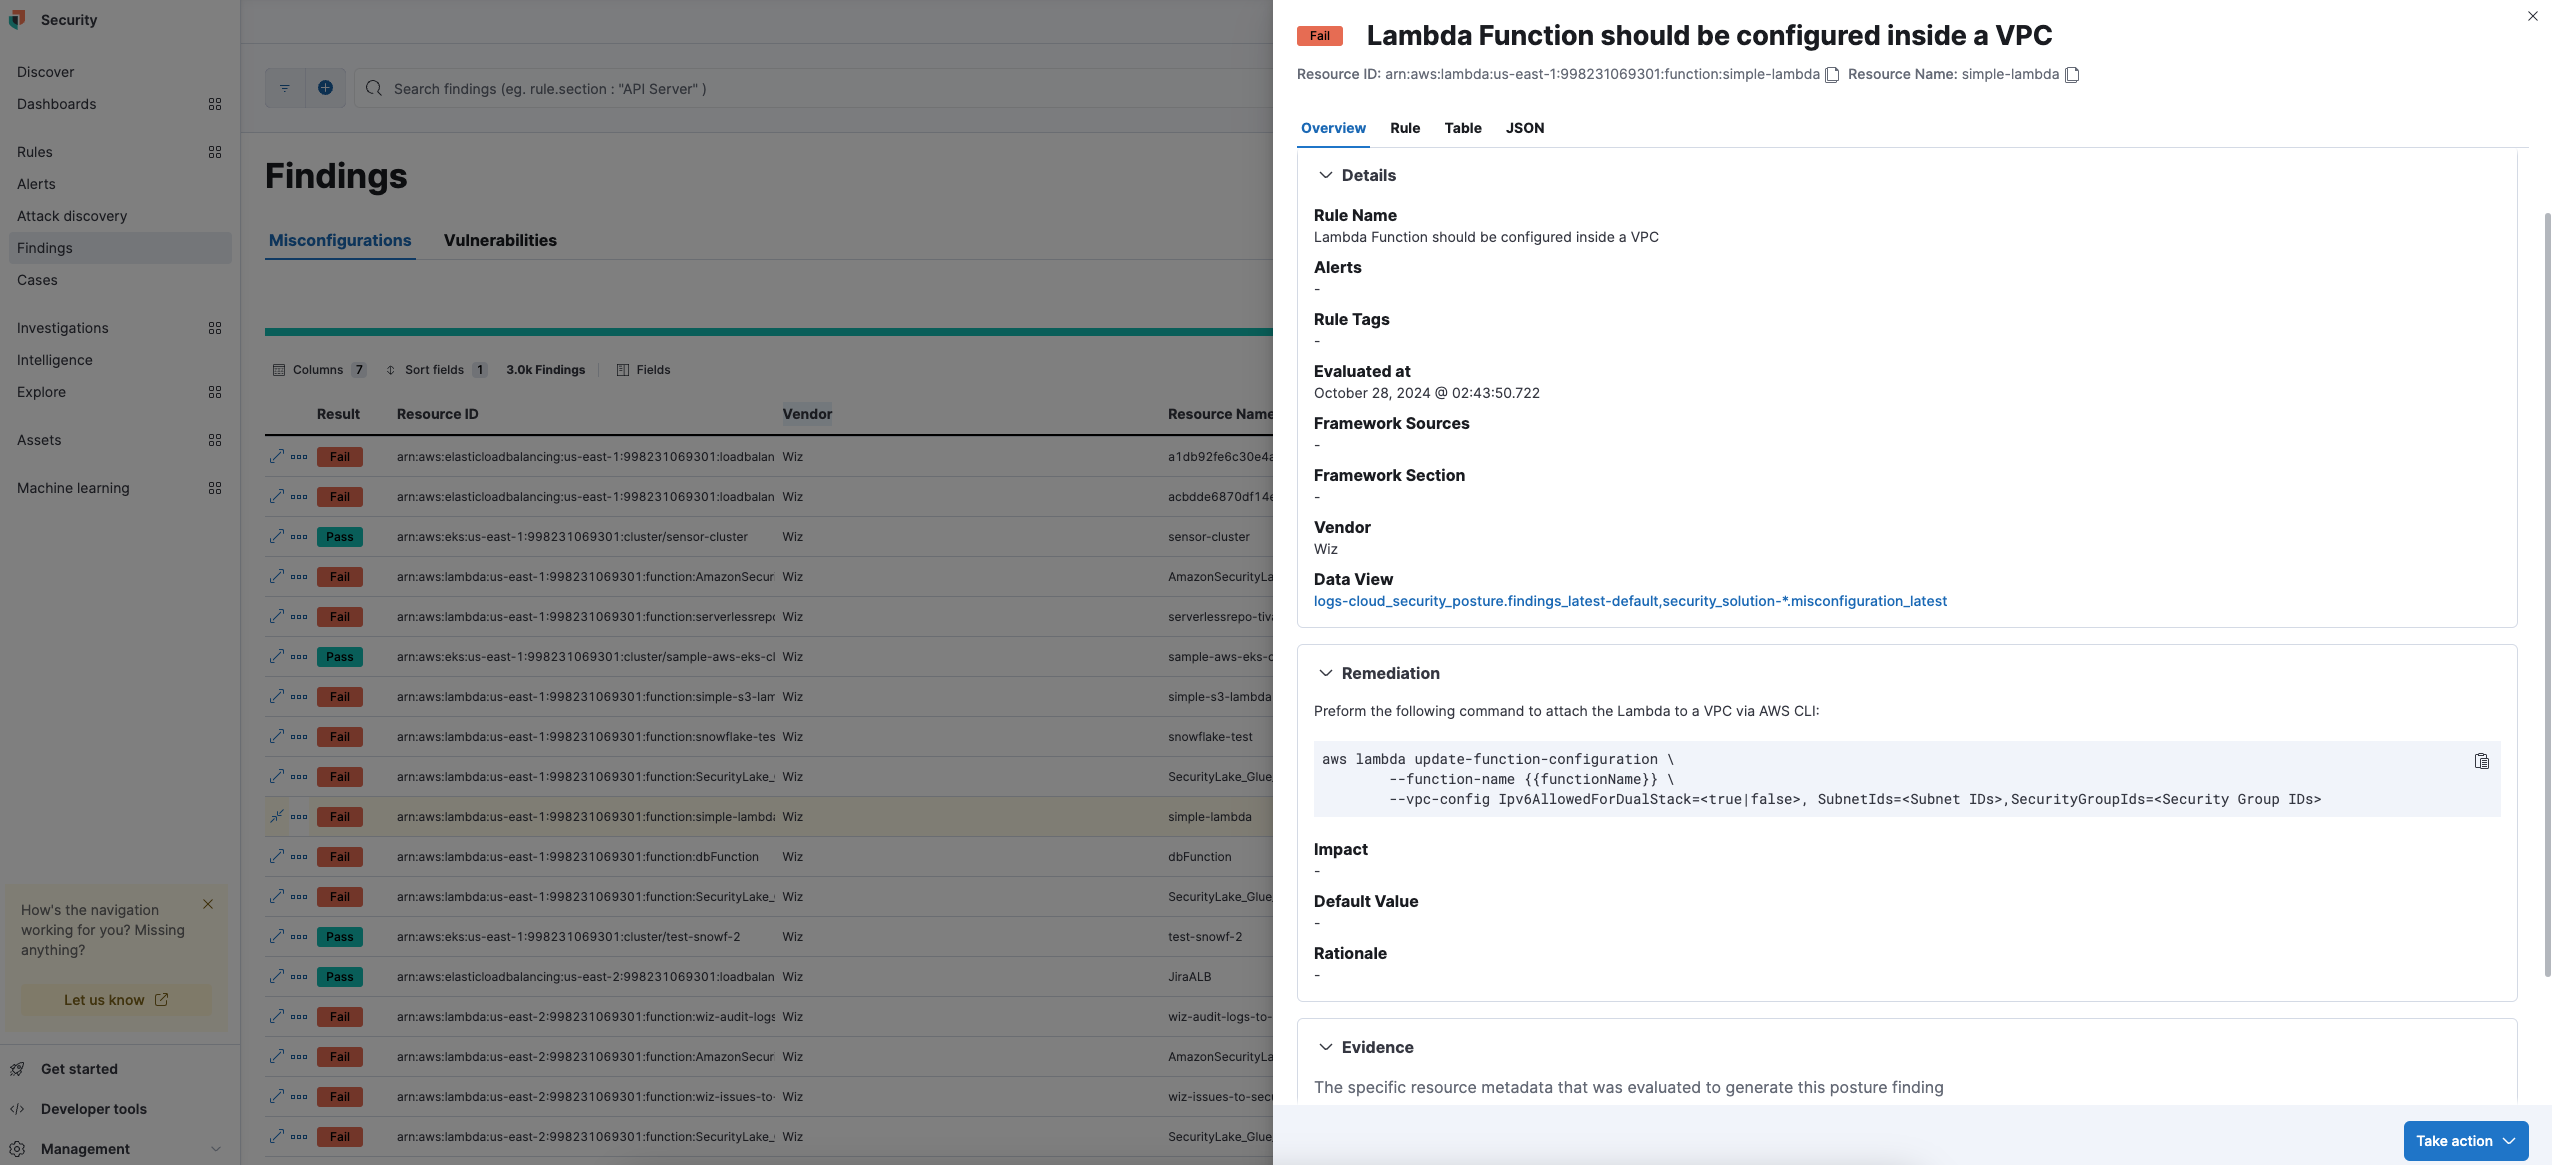 Security
Discover
Dashboards
Rules
Alerts
Attack discovery
Findings
Cases
Investigations
Intelligence
Explore
Assets
Machine learning
How's the navigation
working for you? Missing
anything?
Let us know
Get started
Developer tools
Management
Search findings (eg. rule.section : "API Server" )
Findings
Misconfigurations Vulnerabilities
Columns 7 Sort fields 1 3.0k Findings Fields
Result Resource ID Vendor Resource Name
Fail arn:aws:elasticloadbalancing:us-east-1:998231069301:loadbalan Wiz a1db92fe6c30e4a
Fail arn:aws:elasticloadbalancing:us-east-1:998231069301:loadbalan Wiz acbdde6870df14e
Pass arn:aws:eks:us-east-1:998231069301:cluster/sensor-cluster Wiz sensor-cluster
Fail arn:aws:lambda:us-east-1:998231069301:function:AmazonSecur Wiz AmazonSecurityLa
Fail arn:aws:lambda:us-east-1:998231069301:function:serverlessrepo Wiz serverlessrepo-tiva
Pass arn:aws:eks:us-east-1:998231069301:cluster/sample-aws-eks-cl Wiz sample-aws-eks-c
Fail arn:aws:lambda:us-east-1:998231069301:function:simple-s3-lam Wiz simple-s3-lambda
Fail arn:aws:lambda:us-east-1:998231069301:function:snowflake-tes Wiz snowflake-test
Fail arn:aws:lambda:us-east-1:998231069301:function:SecurityLake_ Wiz SecurityLake_Glue
Fail arn:aws:lambda:us-east-1:998231069301:function:simple-lambda Wiz simple-lambda
Fail arn:aws:lambda:us-east-1:998231069301:function:dbFunction Wiz dbFunction
Fail arn:aws:lambda:us-east-1:998231069301:function:SecurityLake_ Wiz SecurityLake_Glue
Pass arn:aws:eks:us-east-1:998231069301:cluster/test-snowf-2 Wiz test-snowf-2
Pass arn:aws:elasticloadbalancing:us-east-2:998231069301:loadbalan Wiz JiraALB
Fail arn:aws:lambda:us-east-2:998231069301:function:wiz-audit-logs Wiz wiz-audit-logs-to-
Fail arn:aws:lambda:us-east-2:998231069301:function:AmazonSecur Wiz AmazonSecurityLa
Fail arn:aws:lambda:us-east-2:998231069301:function:wiz-issues-to- Wiz wiz-issues-to-secu
Fail arn:aws:lambda:us-east-2:998231069301:function:SecurityLake_ Wiz SecurityLake_Glue
Fail Lambda Function should be configured inside a VPC
Resource ID: arn:aws:lambda:us-east-1:998231069301:function:simple-lambda Resource Name: simple-lambda
Overview Rule Table JSON
Details
Rule Name
Lambda Function should be configured inside a VPC
Alerts
-
Rule Tags
-
Evaluated at
October 28, 2024 @ 02:43:50.722
Framework Sources
-
Framework Section
-
Vendor
Wiz
Data View
logs-cloud_security_posture.findings_latest-default,security_solution-*.misconfiguration_latest
Remediation
Preform the following command to attach the Lambda to a VPC via AWS CLI:
aws lambda update-function-configuration \
--function-name {{functionName}} \
--vpc-config Ipv6AllowedForDualStack=<true|false>, SubnetIds=<Subnet IDs>,SecurityGroupIds=<Security Group IDs>
Impact
-
Default Value
-
Rationale
-
Evidence
The specific resource metadata that was evaluated to generate this posture finding
Take action